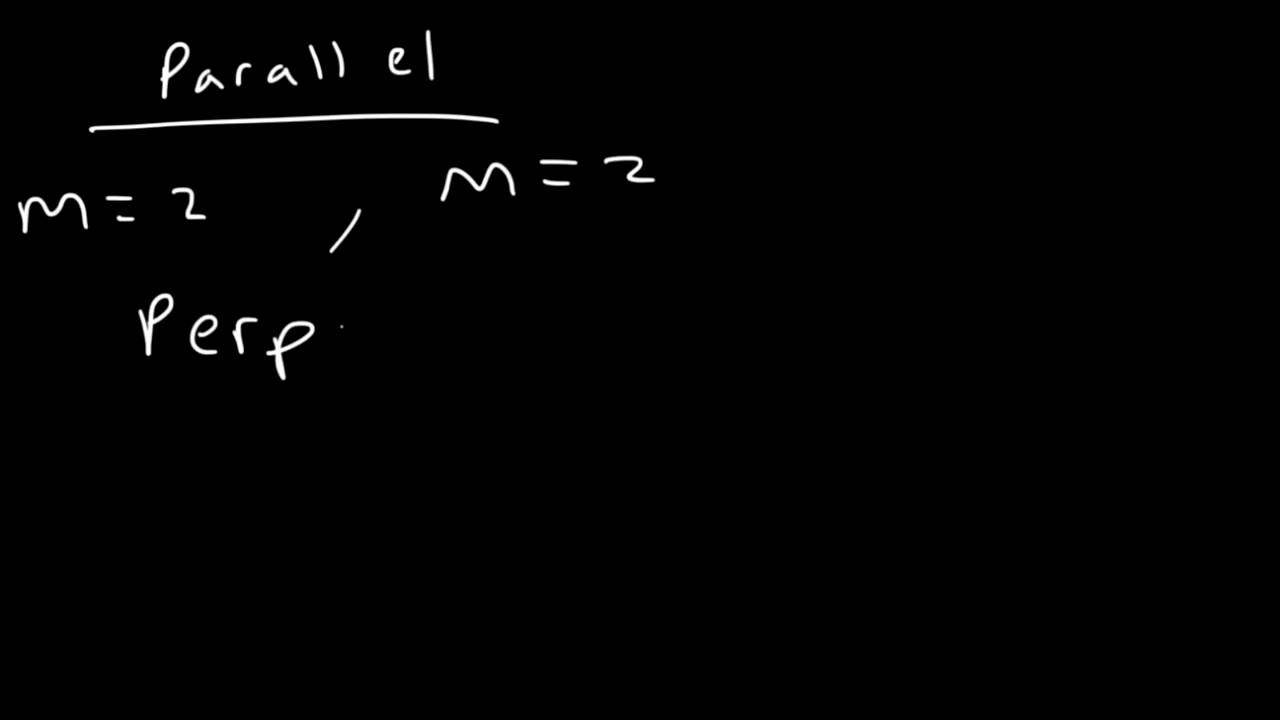 Parallel
m = 2 , m = 2
Perp